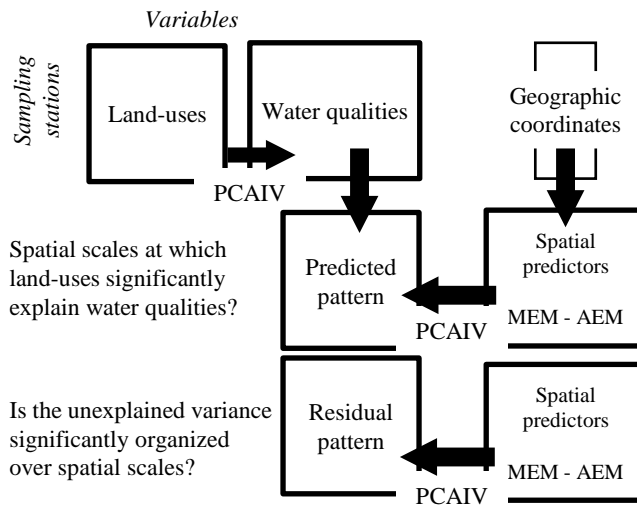 Variables
Sampling
stations
Land-uses
Water qualities
Geographic
coordinates
PCAIV
Spatial scales at which
land-uses significantly
explain water qualities?
Predicted
pattern
Spatial
predictors
MEM - AEM
PCAIV
Is the unexplained variance
significantly organized
over spatial scales?
Residual
pattern
Spatial
predictors
MEM - AEM
PCAIV